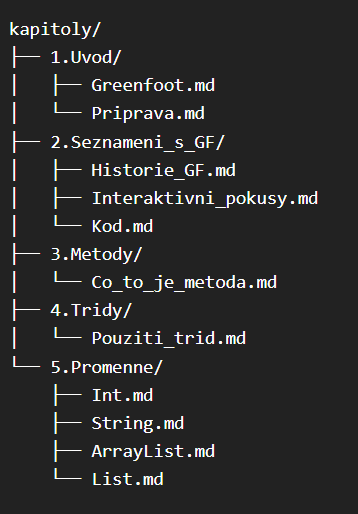 kapitoly/
├── 1.Uvod/
│   ├── Greenfoot.md
│   └── Priprava.md
├── 2.Seznameni_s_GF/
│   ├── Historie_GF.md
│   ├── Interaktivni_pokusy.md
│   └── Kod.md
├── 3.Metody/
│   └── Co_to_je_metoda.md
├── 4.Tridy/
│   └── Pouziti_trid.md
└── 5.Promenne/
    ├── Int.md
    ├── String.md
    ├── ArrayList.md
    └── List.md